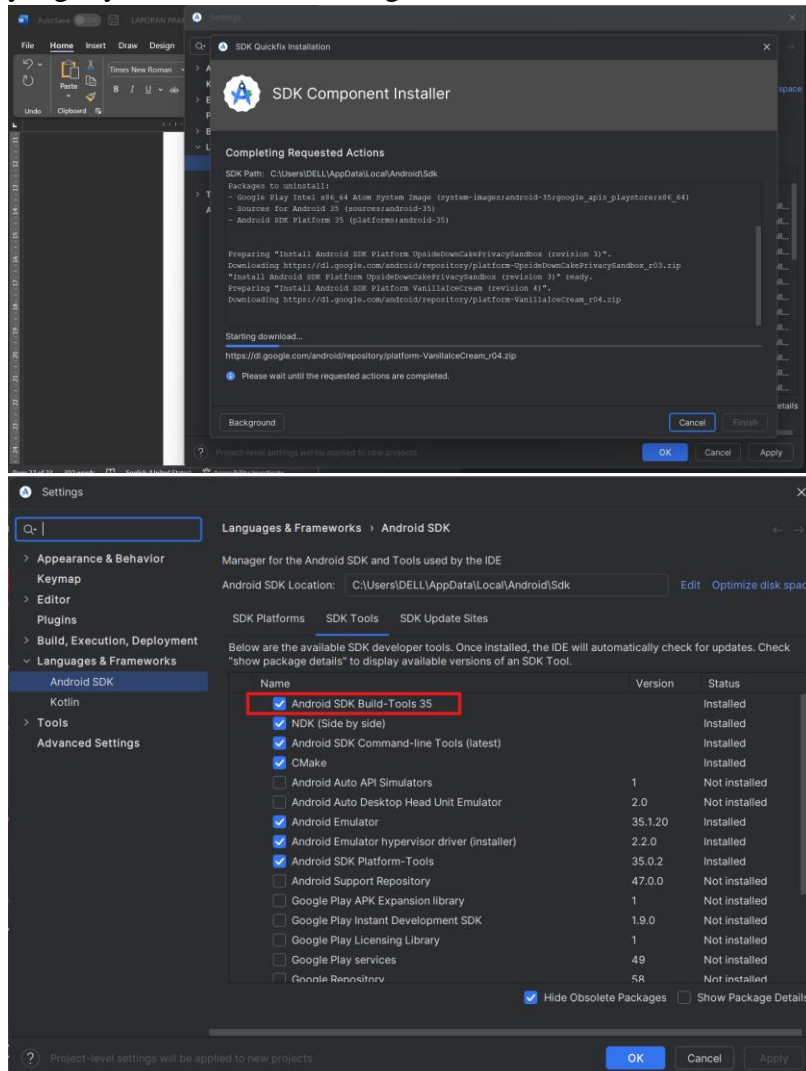 AutoSave
LAPORAN PRA
Settings
File Home Insert Draw Design
Times New Roman
Paste
B I U ab
Undo Clipboard
SDK Quickfix Installation
SDK Component Installer
space
Completing Requested Actions
SDK Path: C:\Users\DELL\AppData\Local\Android\Sdk
Packages to uninstall:
- Google Play Intel x86_64 Atom System Image (system-images;android-35;google_apis_playstore;x86_64)
- Sources for Android 35 (sources;android-35)
- Android SDK Platform 35 (platforms;android-35)
Preparing "Install Android SDK Platform UpsideDownCakePrivacySandbox (revision 3)".
Downloading https://dl.google.com/android/repository/platform-UpsideDownCakePrivacySandbox_r03.zip
"Install Android SDK Platform UpsideDownCakePrivacySandbox (revision 3)" ready.
Preparing "Install Android SDK Platform VanillaIceCream (revision 4)".
Downloading https://dl.google.com/android/repository/platform-VanillaIceCream_r04.zip
Starting download...
https://dl.google.com/android/repository/platform-VanillaIceCream_r04.zip
Please wait until the requested actions are completed.
etails
Background Cancel Finish
? Project-level settings will be applied to new projects OK Cancel Apply
Settings
Languages & Frameworks › Android SDK
Appearance & Behavior
Keymap
Editor
Plugins
Build, Execution, Deployment
Languages & Frameworks
Android SDK
Kotlin
Tools
Advanced Settings
Manager for the Android SDK and Tools used by the IDE
Android SDK Location: C:\Users\DELL\AppData\Local\Android\Sdk Edit Optimize disk spac
SDK Platforms SDK Tools SDK Update Sites
Below are the available SDK developer tools. Once installed, the IDE will automatically check for updates. Check
"show package details" to display available versions of an SDK Tool.
Name Version Status
Android SDK Build-Tools 35 Installed
NDK (Side by side) Installed
Android SDK Command-line Tools (latest) Installed
CMake Installed
Android Auto API Simulators 1 Not installed
Android Auto Desktop Head Unit Emulator 2.0 Not installed
Android Emulator 35.1.20 Installed
Android Emulator hypervisor driver (installer) 2.2.0 Installed
Android SDK Platform-Tools 35.0.2 Installed
Android Support Repository 47.0.0 Not installed
Google Play APK Expansion library 1 Not installed
Google Play Instant Development SDK 1.9.0 Not installed
Google Play Licensing Library 1 Not installed
Google Play services 49 Not installed
Google Repository 58 Not installed
Hide Obsolete Packages Show Package Details
? Project-level settings will be applied to new projects OK Cancel Apply